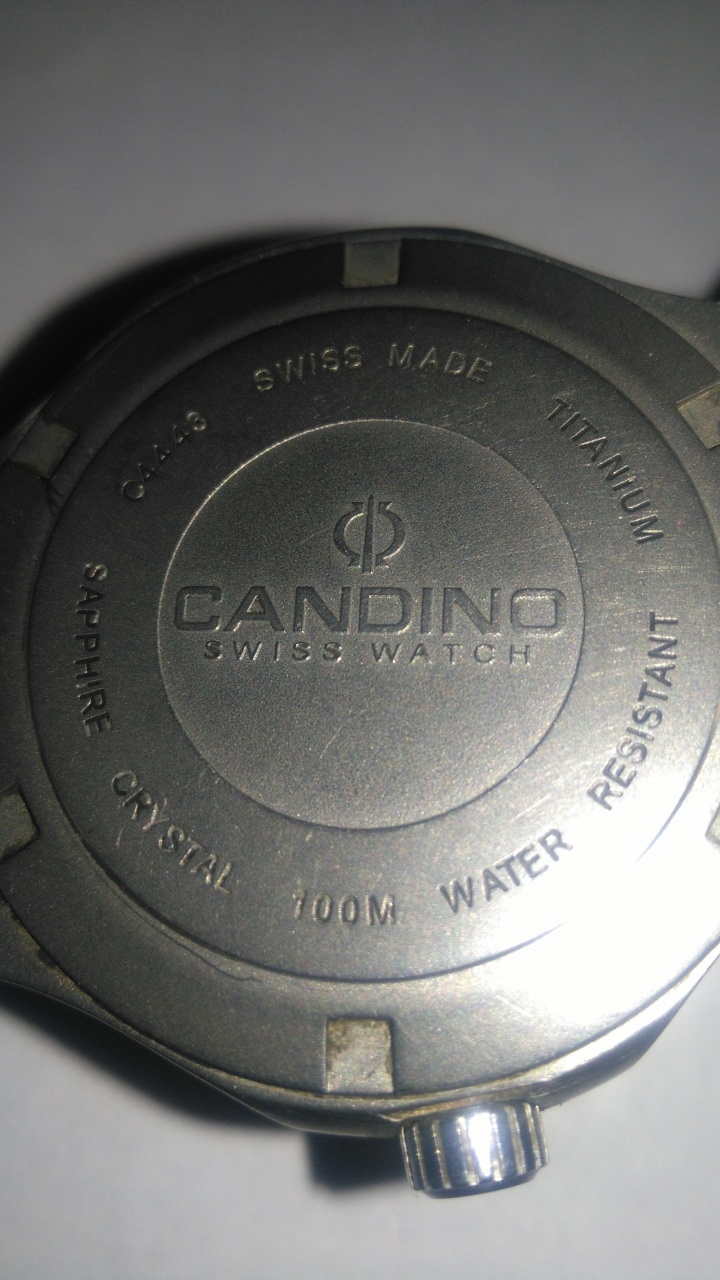 CANDINO
SWISS WATCH
SWISS MADE TITANIUM
WATER RESISTANT
100M
SAPPHIRE CRYSTAL